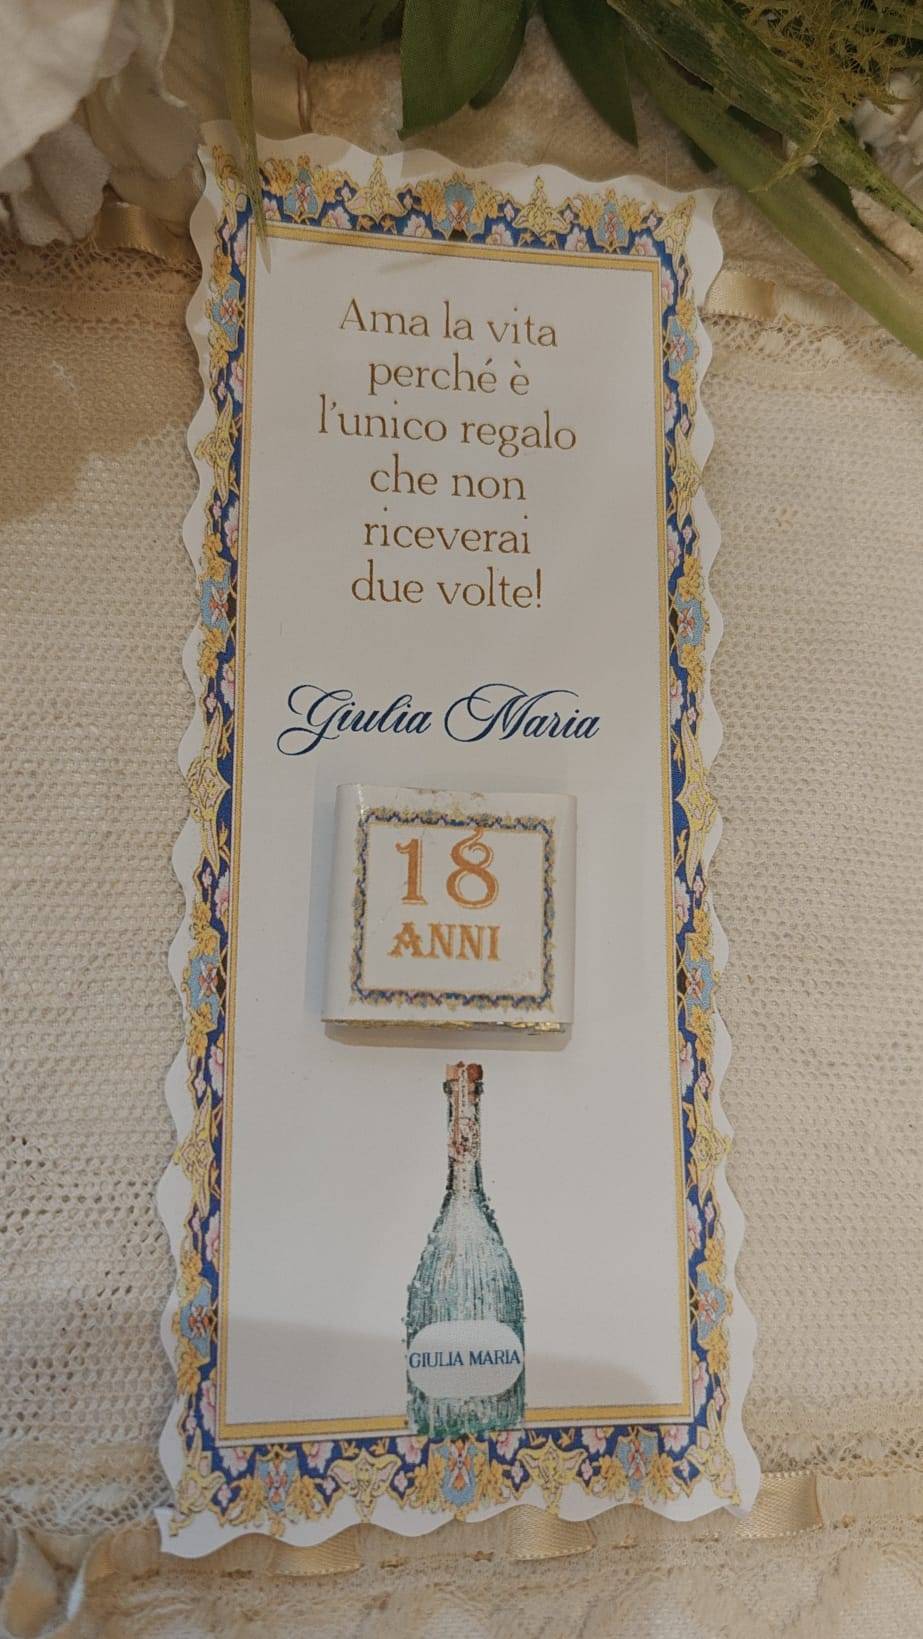 Ama la vita
perché è
l'unico regalo
che non
riceverai
due volte!
Giulia Maria
18
ANNI
GIULIA MARIA